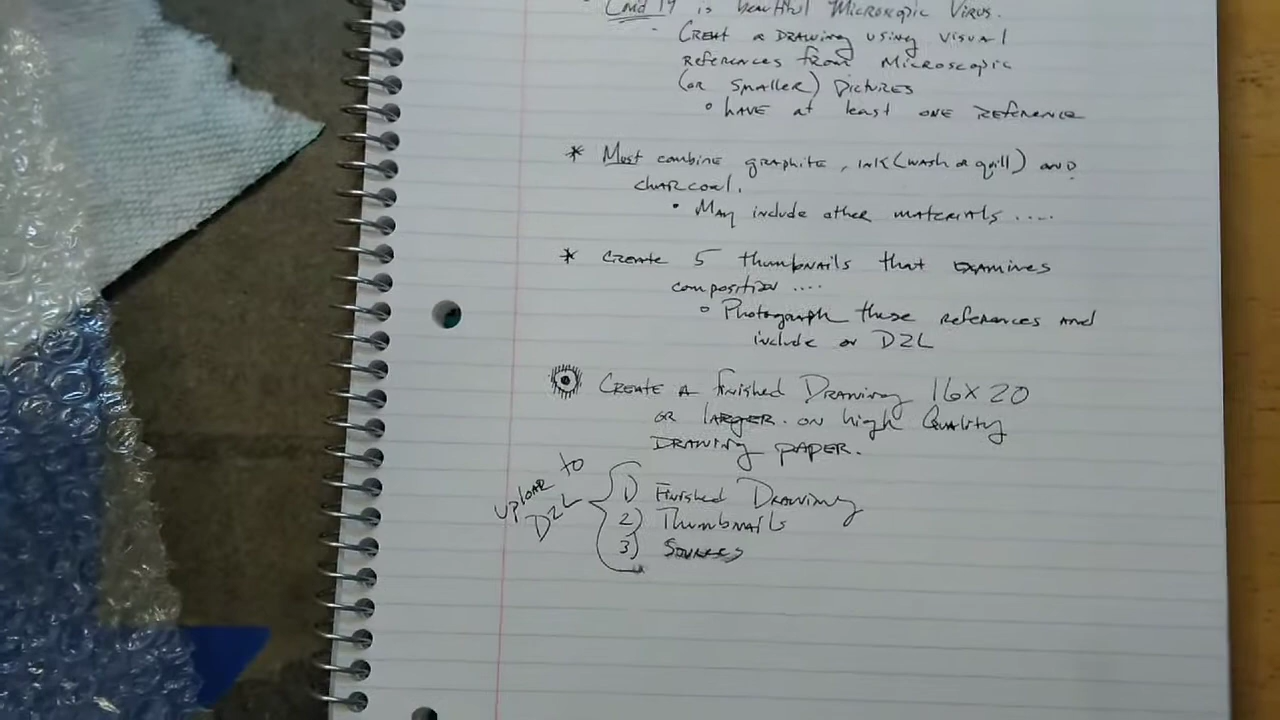 Covid 19 is beautiful Microscopic Virus.
- Creat a drawing using visual
references from Microscopic
(or smaller) Pictures
° have at least one reference
* Must combine graphite, ink (wash or quill) and
charcoal.
• May include other materials ....
* Create 5 thumbnails that examines
composition ....
° Photograph these references and
include on D2L
Create a finished Drawing 16 x 20
or larger. on high Quality
Drawing paper.
upload to
D2L
1) Finished Drawing
2) Thumbnails
3) Sources